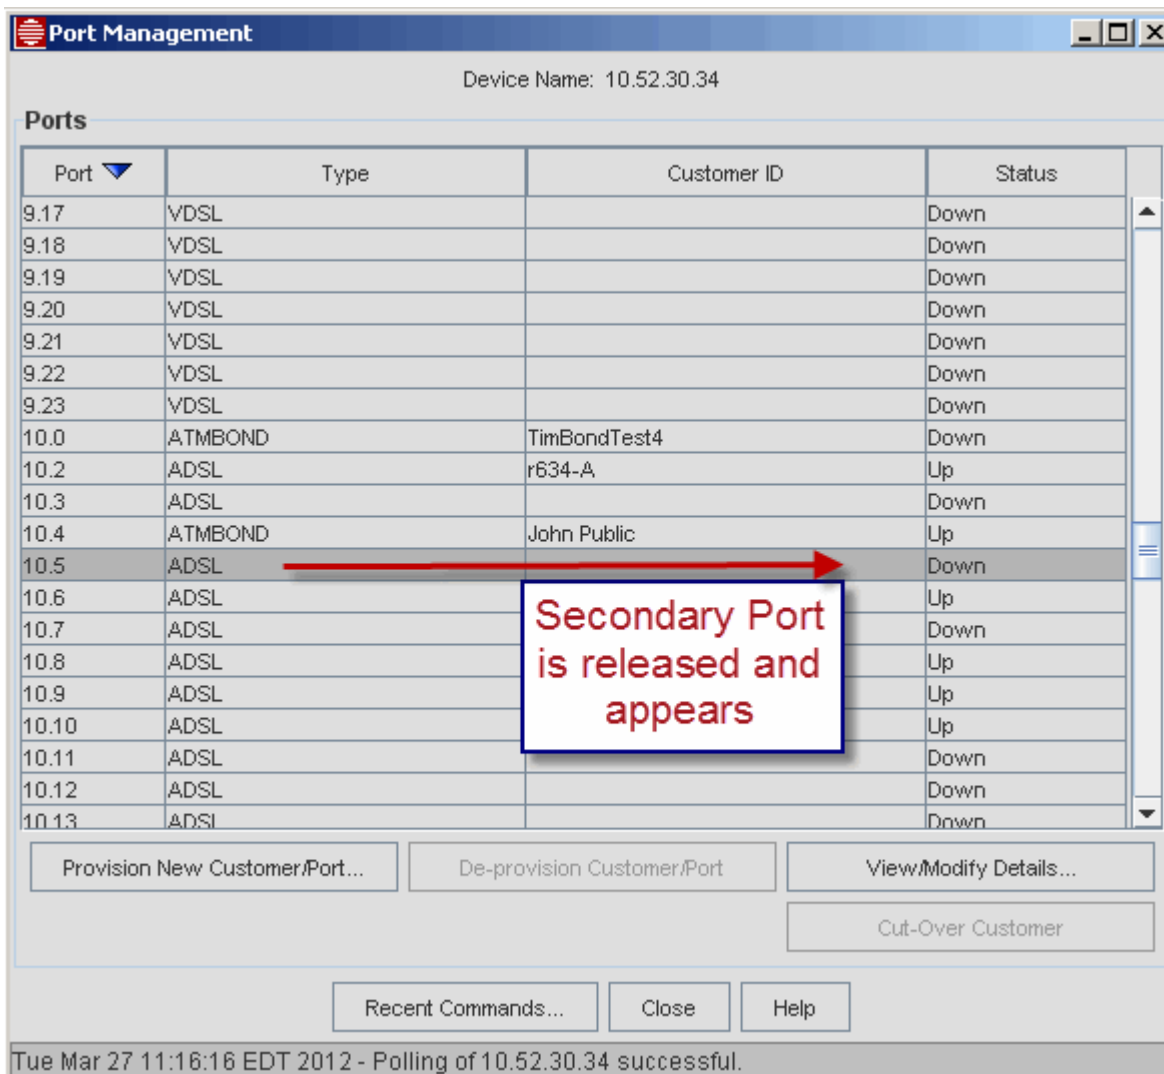 Port Management
Device Name: 10.52.30.34
Ports
Port Type Customer ID Status
9.17 VDSL Down
9.18 VDSL Down
9.19 VDSL Down
9.20 VDSL Down
9.21 VDSL Down
9.22 VDSL Down
9.23 VDSL Down
10.0 ATMBOND TimBondTest4 Down
10.2 ADSL r634-A Up
10.3 ADSL Down
10.4 ATMBOND John Public Up
10.5 ADSL Down
10.6 ADSL Up
10.7 ADSL Down
10.8 ADSL Up
10.9 ADSL Up
10.10 ADSL Up
10.11 ADSL Down
10.12 ADSL Down
10.13 ADSL Down
Secondary Port
is released and
appears
Provision New Customer/Port... De-provision Customer/Port View/Modify Details...
Cut-Over Customer
Recent Commands... Close Help
Tue Mar 27 11:16:16 EDT 2012 - Polling of 10.52.30.34 successful.